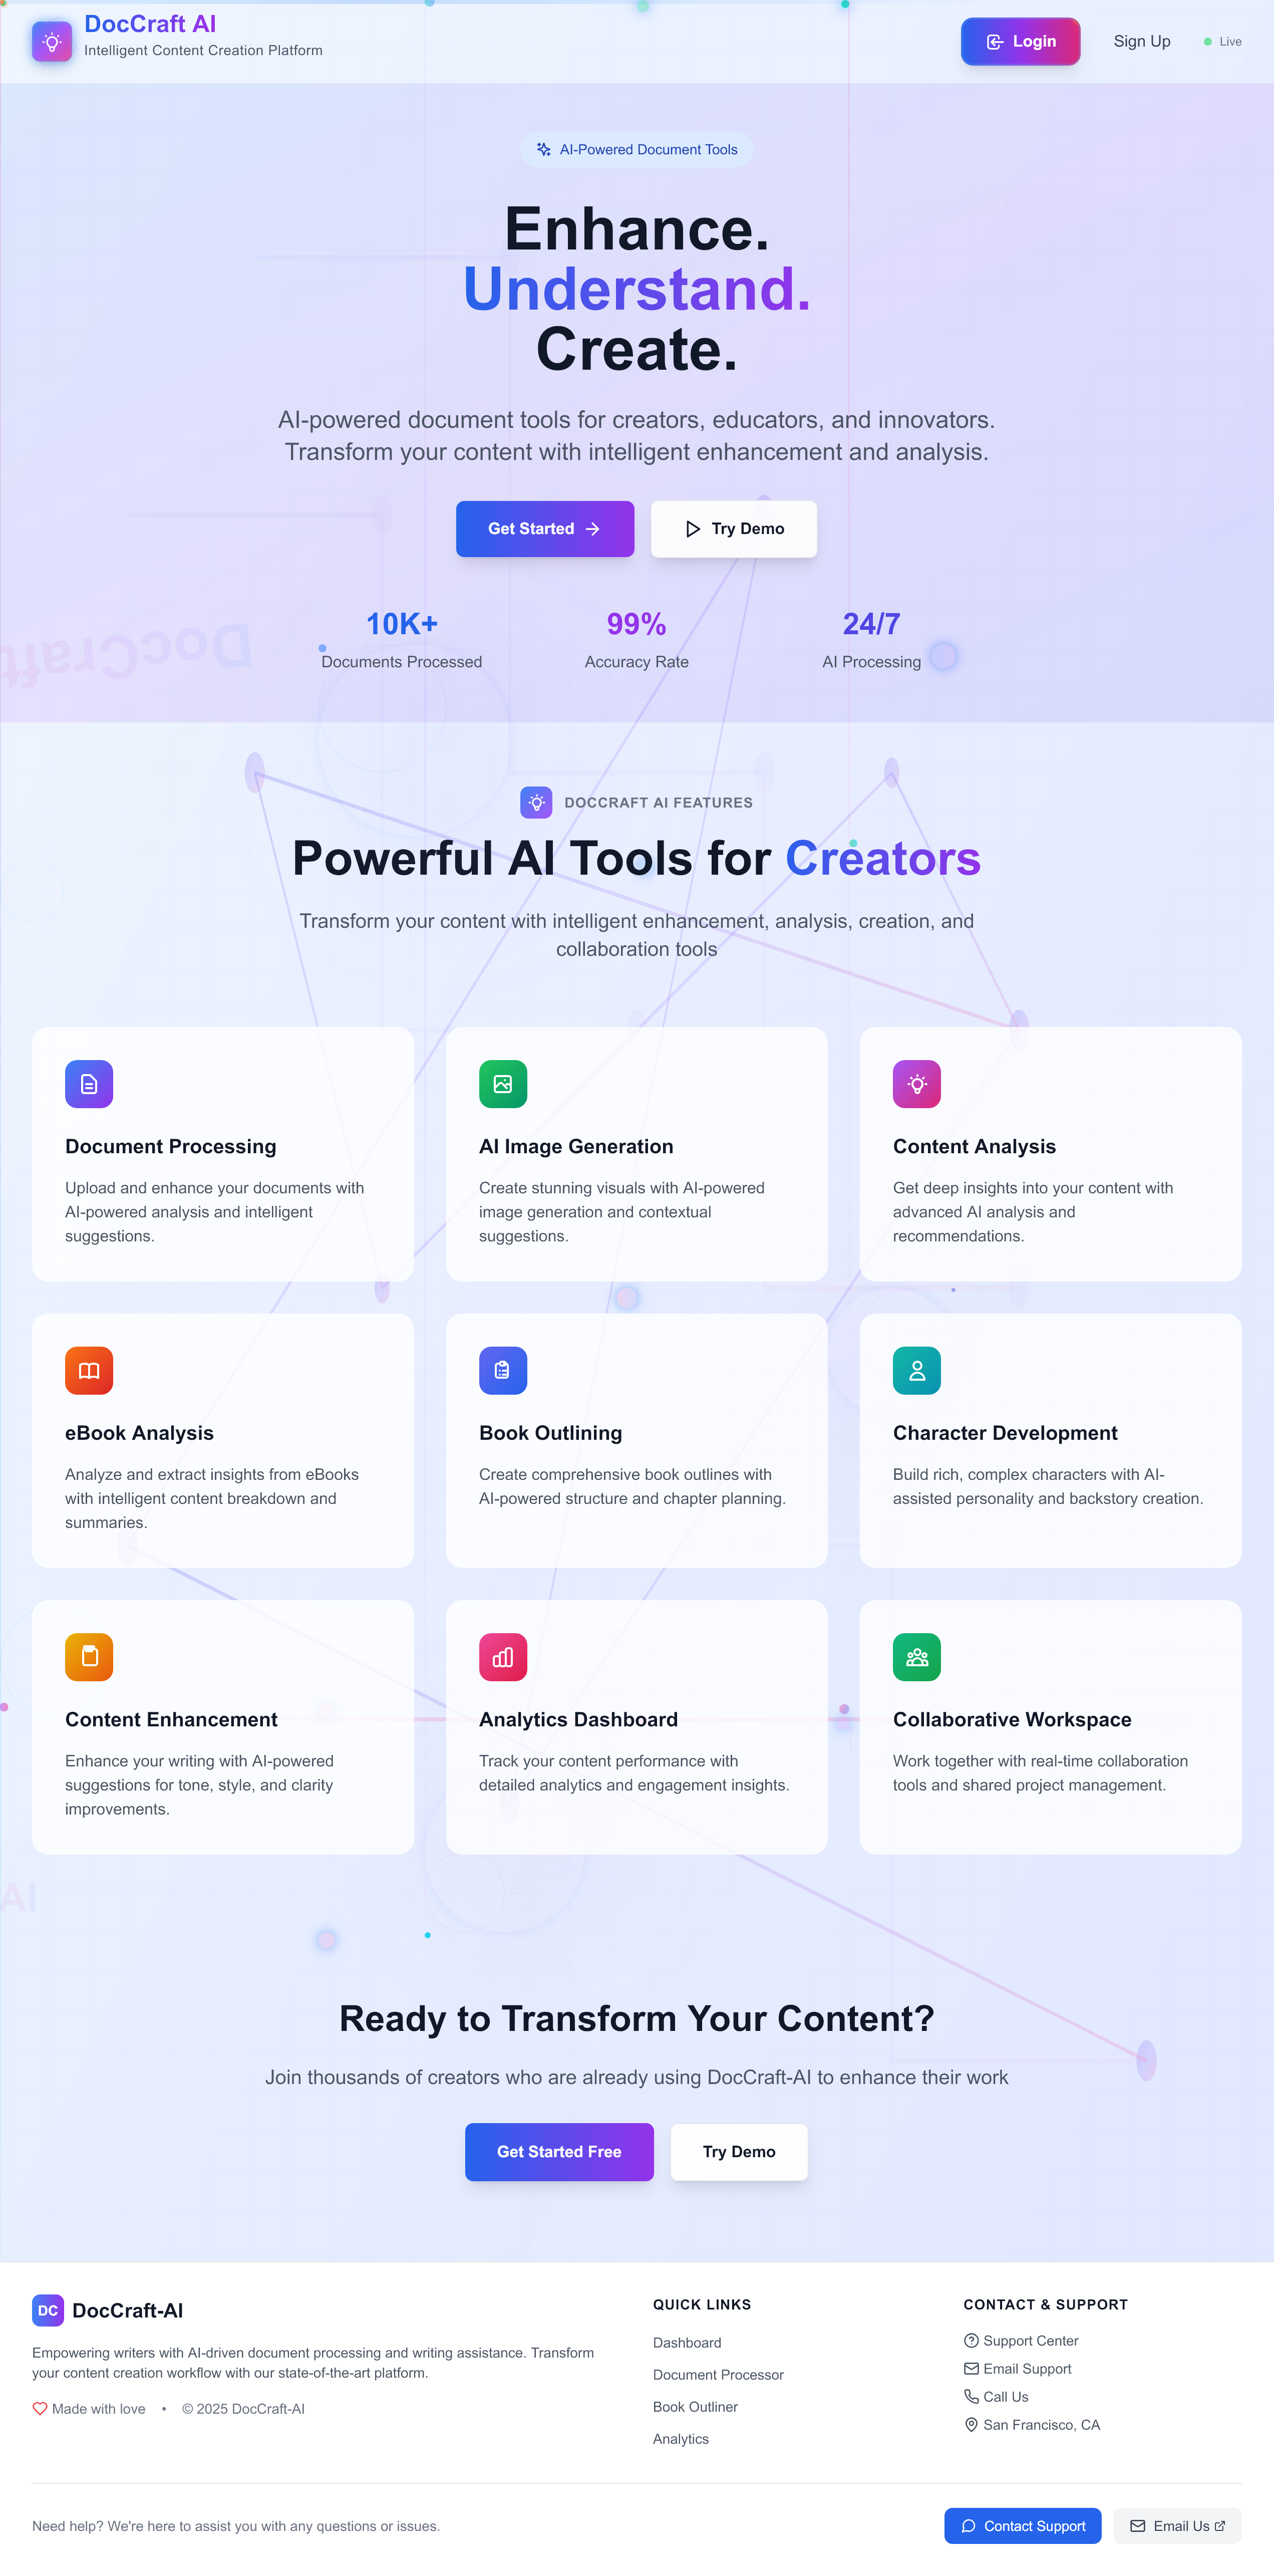 DocCraft AI
Intelligent Content Creation Platform
Login
Sign Up
Live
AI-Powered Document Tools
Enhance.
Understand.
Create.
AI-powered document tools for creators, educators, and innovators.
Transform your content with intelligent enhancement and analysis.
Get Started
Try Demo
10K+
Documents Processed
99%
Accuracy Rate
24/7
AI Processing
DocCraft
DOCCRAFT AI FEATURES
Powerful AI Tools for Creators
Transform your content with intelligent enhancement, analysis, creation, and
collaboration tools
Document Processing
Upload and enhance your documents with
AI-powered analysis and intelligent
suggestions.
AI Image Generation
Create stunning visuals with AI-powered
image generation and contextual
suggestions.
Content Analysis
Get deep insights into your content with
advanced AI analysis and
recommendations.
eBook Analysis
Analyze and extract insights from eBooks
with intelligent content breakdown and
summaries.
Book Outlining
Create comprehensive book outlines with
AI-powered structure and chapter planning.
Character Development
Build rich, complex characters with AI-
assisted personality and backstory creation.
Content Enhancement
Enhance your writing with AI-powered
suggestions for tone, style, and clarity
improvements.
Analytics Dashboard
Track your content performance with
detailed analytics and engagement insights.
Collaborative Workspace
Work together with real-time collaboration
tools and shared project management.
AI
Ready to Transform Your Content?
Join thousands of creators who are already using DocCraft-AI to enhance their work
Get Started Free
Try Demo
DC
DocCraft-AI
Empowering writers with AI-driven document processing and writing assistance. Transform
your content creation workflow with our state-of-the-art platform.
Made with love • © 2025 DocCraft-AI
QUICK LINKS
Dashboard
Document Processor
Book Outliner
Analytics
CONTACT & SUPPORT
Support Center
Email Support
Call Us
San Francisco, CA
Need help? We're here to assist you with any questions or issues.
Contact Support
Email Us